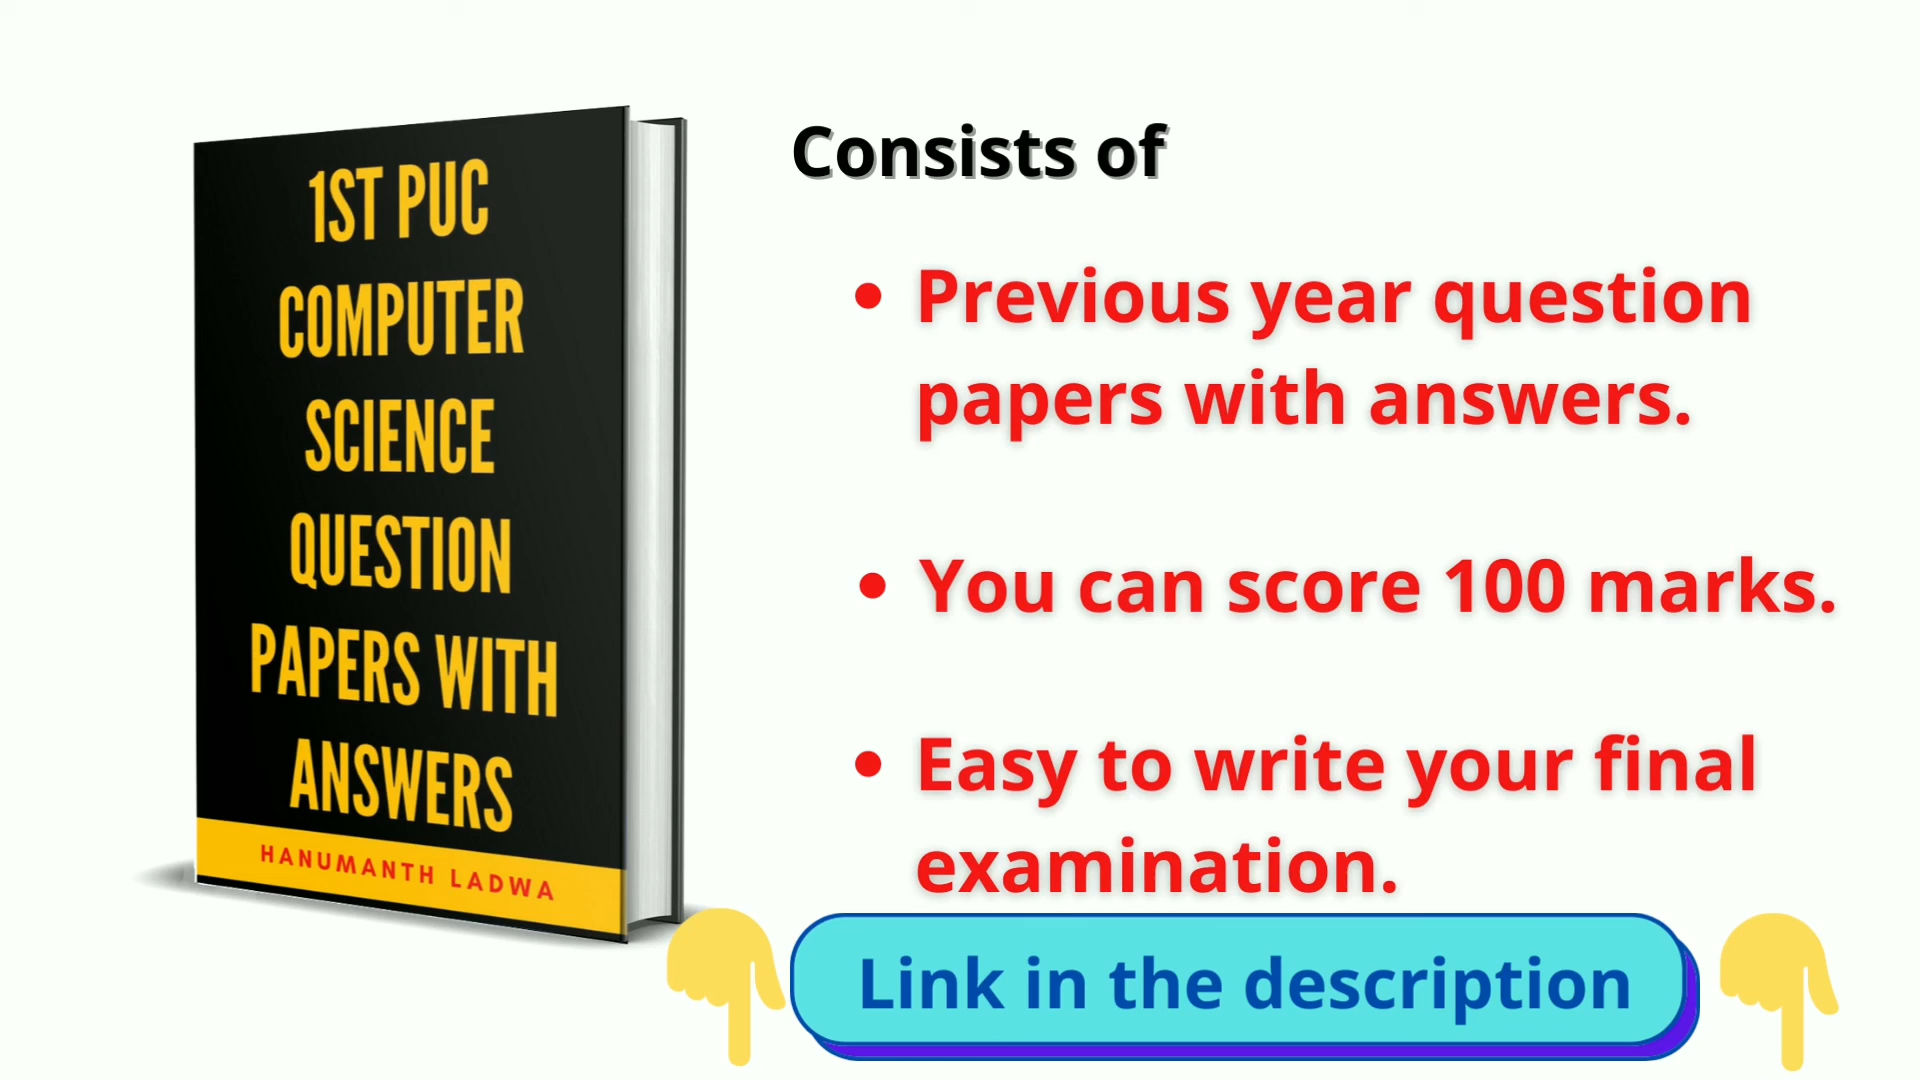 1ST PUC
COMPUTER
SCIENCE
QUESTION
PAPERS WITH
ANSWERS
HANUMANTH LADWA
Consists of
• Previous year question
papers with answers.
• You can score 100 marks.
• Easy to write your final
examination.
Link in the description